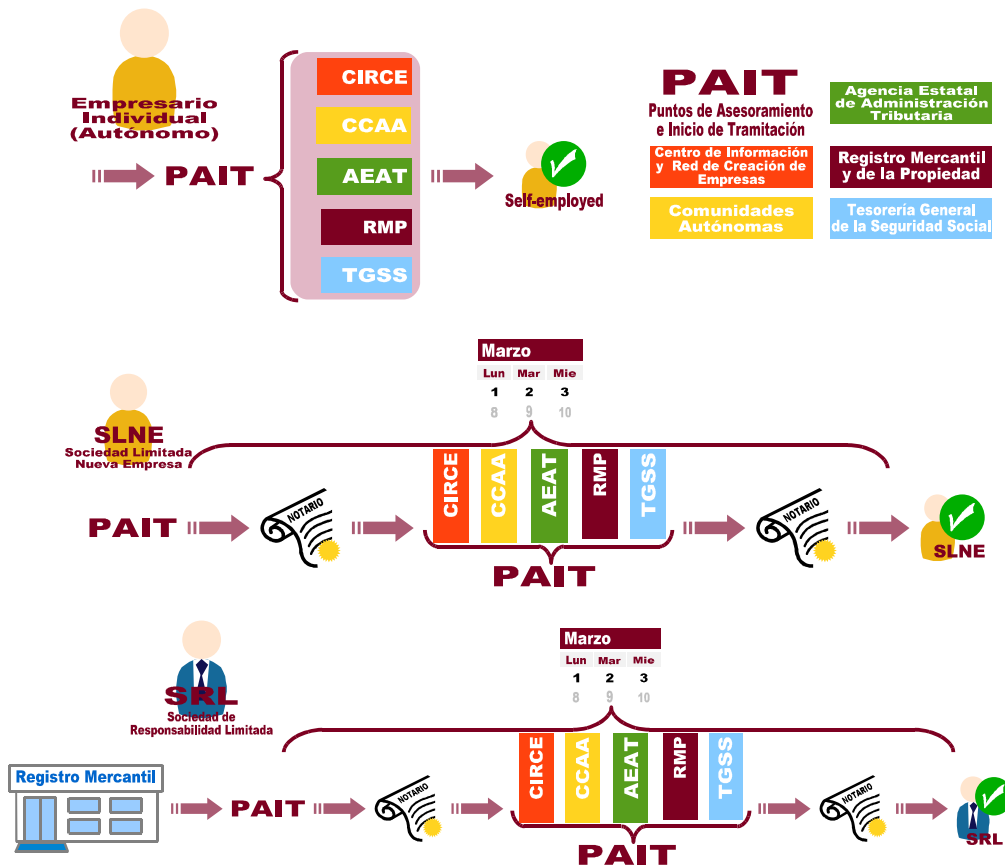 Empresario
Individual
(Autónomo)
PAIT
CIRCE
CCAA
AEAT
RMP
TGSS
Self-employed
PAIT
Puntos de Asesoramiento
e Inicio de Tramitación
Agencia Estatal
de Administración
Tributaria
Centro de Información
y Red de Creación de
Empresas
Registro Mercantil
y de la Propiedad
Comunidades
Autónomas
Tesorería General
de la Seguridad Social
Marzo
Lun Mar Mie
1 2 3
8 9 10
SLNE
Sociedad Limitada
Nueva Empresa
PAIT
NOTARIO
CIRCE
CCAA
AEAT
RMP
TGSS
PAIT
NOTARIO
SLNE
Marzo
Lun Mar Mie
1 2 3
8 9 10
SRL
Sociedad de
Responsabilidad Limitada
Registro Mercantil
PAIT
NOTARIO
CIRCE
CCAA
AEAT
RMP
TGSS
PAIT
NOTARIO
SRL